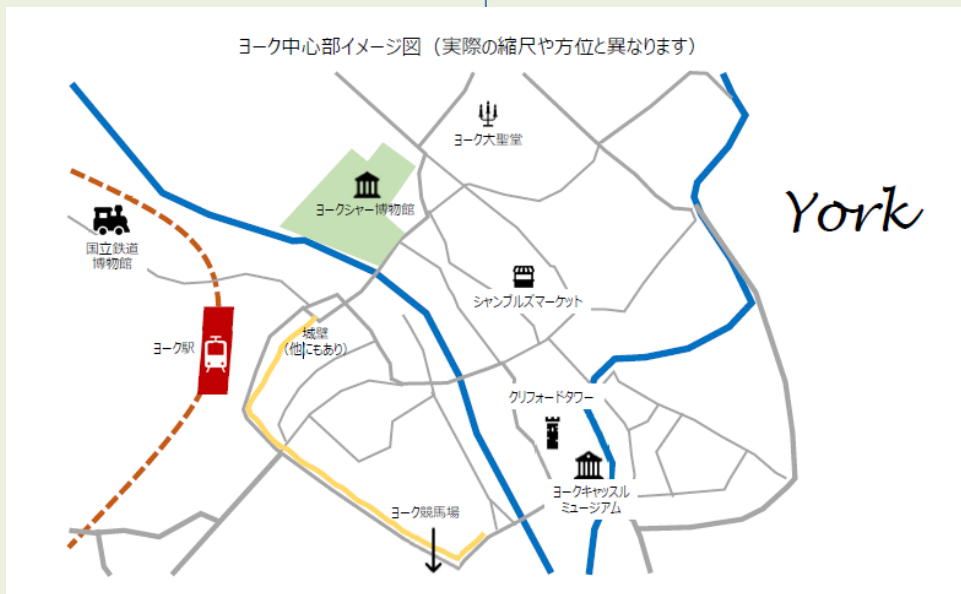 ヨーク中心部イメージ図（実際の縮尺や方位と異なります）
ヨーク大聖堂
York
ヨークシャー博物館
国立鉄道
博物館
シャンブルズマーケット
ヨーク駅
城壁
（他にもあり）
クリフォードタワー
ヨークキャッスル
ミュージアム
ヨーク競馬場